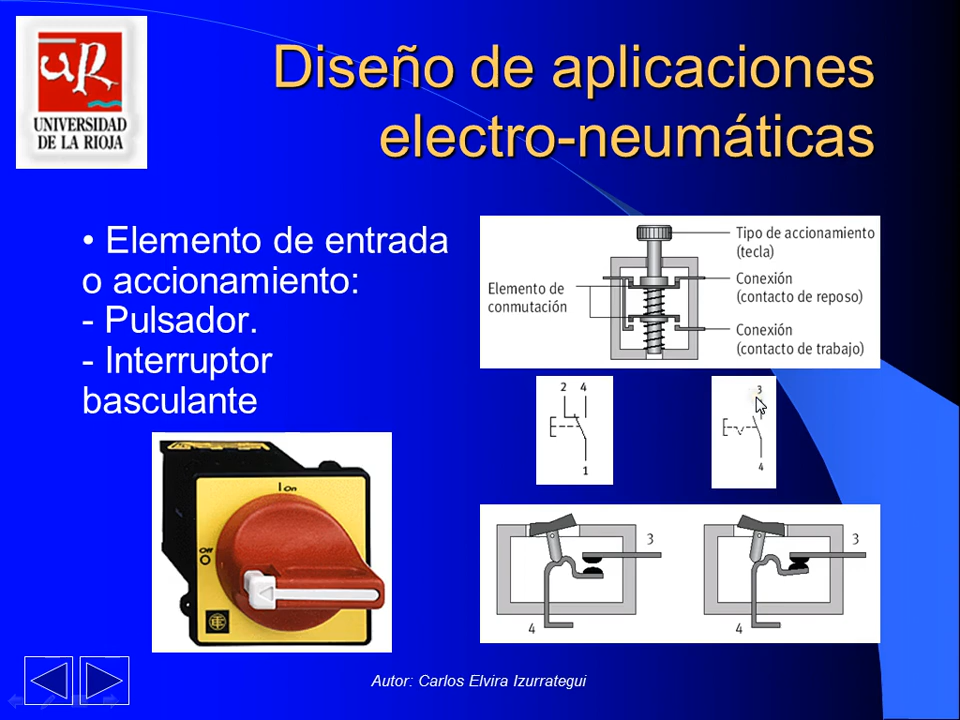 UR
UNIVERSIDAD
DE LA RIOJA
Diseño de aplicaciones
electro-neumáticas
• Elemento de entrada
o accionamiento:
- Pulsador.
- Interruptor
basculante
Tipo de accionamiento
(tecla)
Elemento de
conmutación
Conexión
(contacto de reposo)
Conexión
(contacto de trabajo)
2 4
1
3
4
I On
Off
O
3
4
3
4
Autor: Carlos Elvira Izurrategui